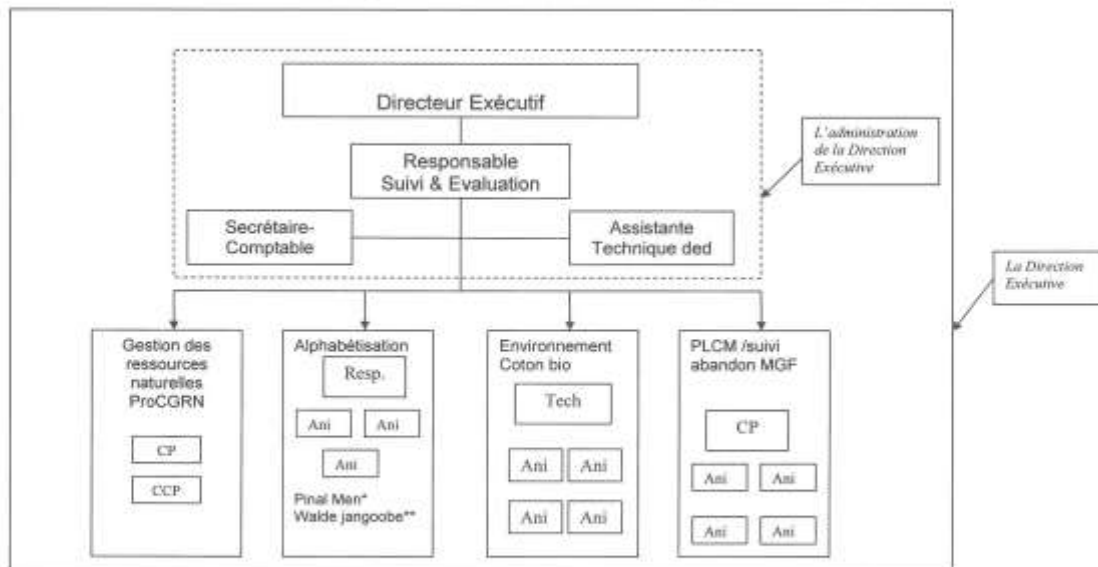 Directeur Exécutif
L'administration
de la Direction
Exécutive
Responsable
Suivi & Evaluation
Secrétaire-
Comptable
Assistante
Technique ded
La Direction
Exécutive
Gestion des
ressources
naturelles
ProCGRN
CP
CCP
Alphabétisation
Resp.
Ani Ani
Ani
Pinal Men*
Walde jangoobe**
Environnement
Coton bio
Tech
Ani Ani
Ani Ani
PLCM /suivi
abandon MGF
CP
Ani Ani
Ani Ani